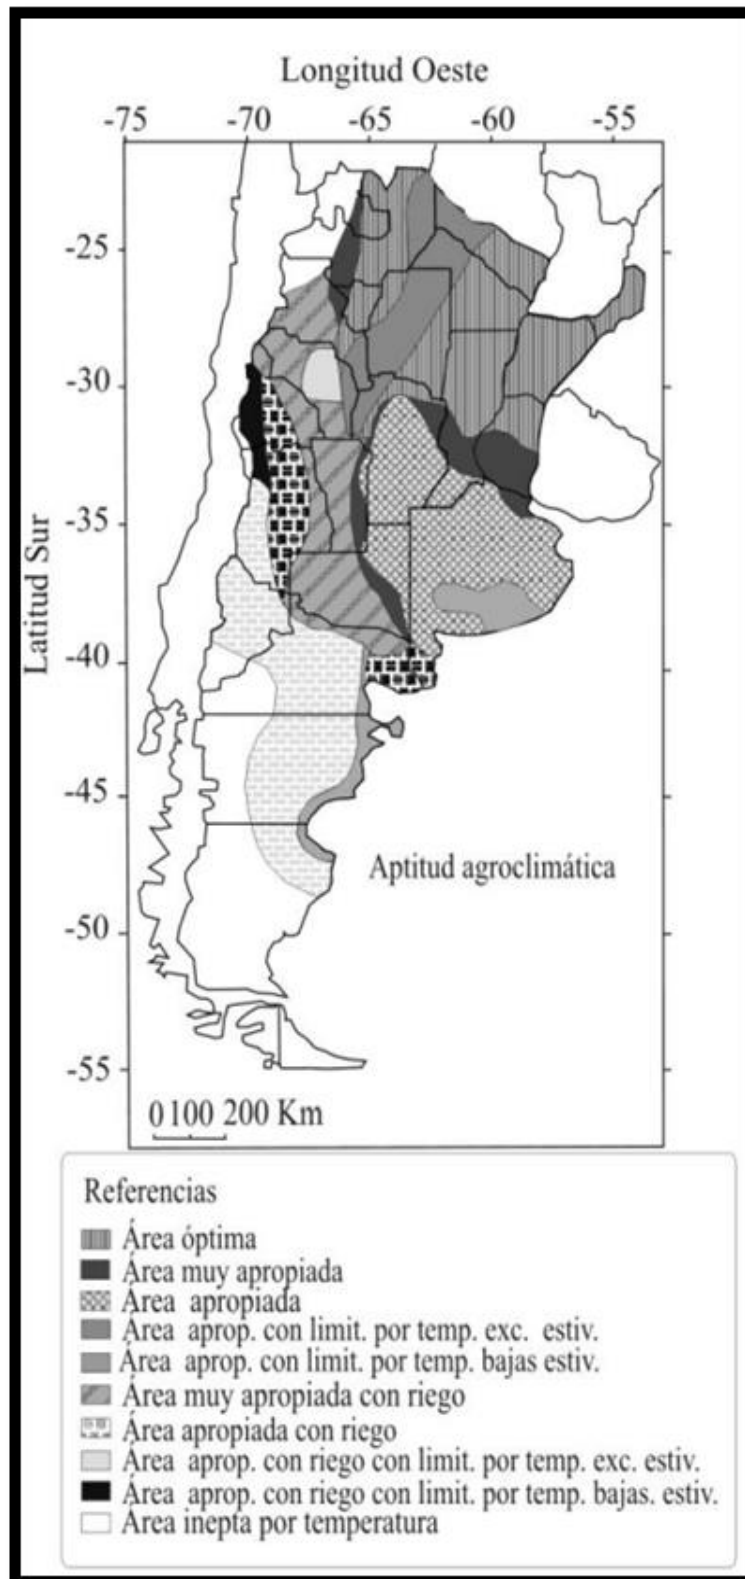 Longitud Oeste
-75 -70 -65 -60 -55
Latitud Sur
-25
-30
-35
-40
-45
-50
-55
Aptitud agroclimática
0 100 200 Km
Referencias
Área óptima
Área muy apropiada
Área apropiada
Área aprop. con limit. por temp. exc. estiv.
Área aprop. con limit. por temp. bajas estiv.
Área muy apropiada con riego
Área apropiada con riego
Área aprop. con riego con limit. por temp. exc. estiv.
Área aprop. con riego con limit. por temp. bajas. estiv.
Área inepta por temperatura